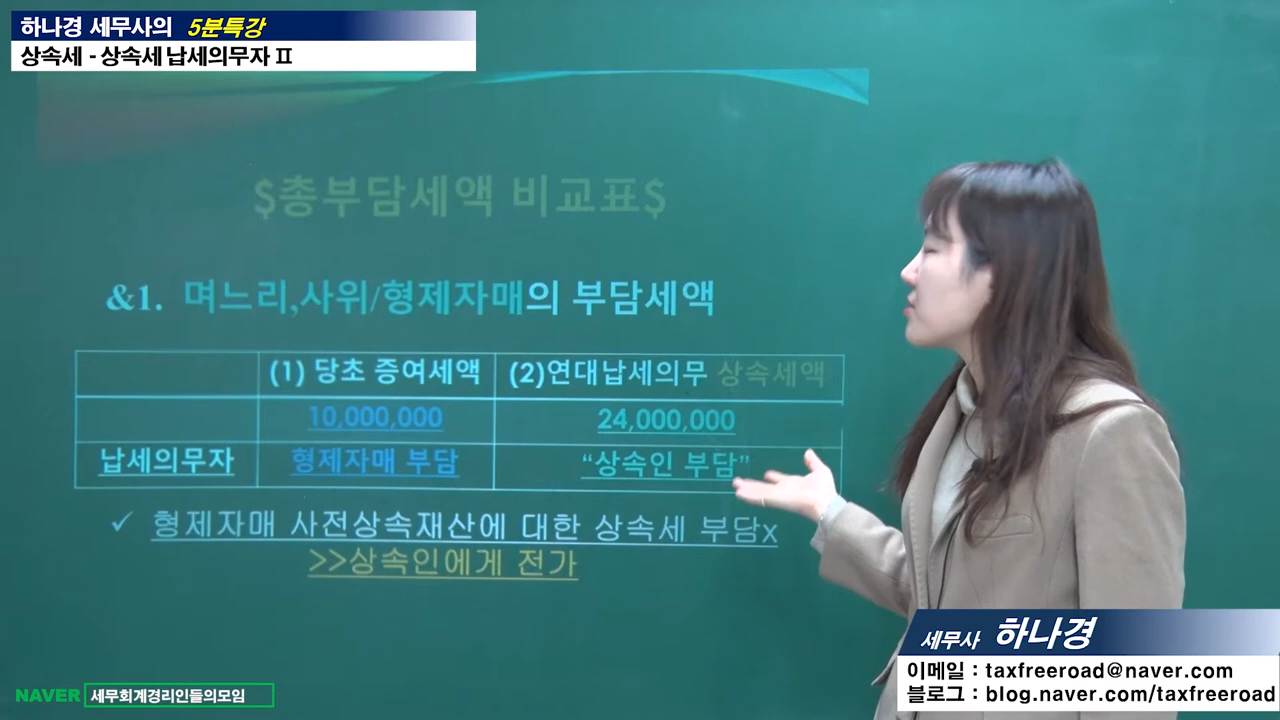 하나경 세무사의 5분특강
상속세 - 상속세 납세의무자 Ⅱ
$총부담세액 비교표$
&1. 며느리,사위/형제자매의 부담세액
(1) 당초 증여세액 (2)연대납세의무 상속세액
10,000,000 24,000,000
납세의무자 형제자매 부담 “상속인 부담”
✓ 형제자매 사전상속재산에 대한 상속세 부담x
>>상속인에게 전가
세무사 하나경
이메일 : taxfreeroad@naver.com
블로그 : blog.naver.com/taxfreeroad
NAVER 세무회계경리인들의모임